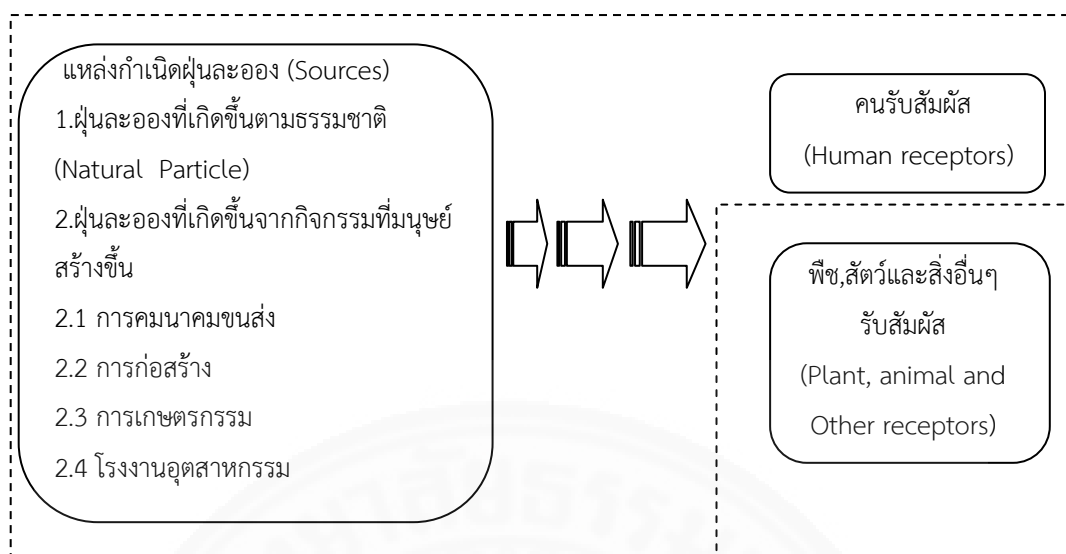 แหล่งกำเนิดฝุ่นละออง (Sources)
1.ฝุ่นละอองที่เกิดขึ้นตามธรรมชาติ
(Natural Particle)
2.ฝุ่นละอองที่เกิดขึ้นจากกิจกรรมที่มนุษย์
สร้างขึ้น
2.1 การคมนาคมขนส่ง
2.2 การก่อสร้าง
2.3 การเกษตรกรรม
2.4 โรงงานอุตสาหกรรม
คนรับสัมผัส
(Human receptors)
พืช,สัตว์และสิ่งอื่นๆ
รับสัมผัส
(Plant, animal and
Other receptors)